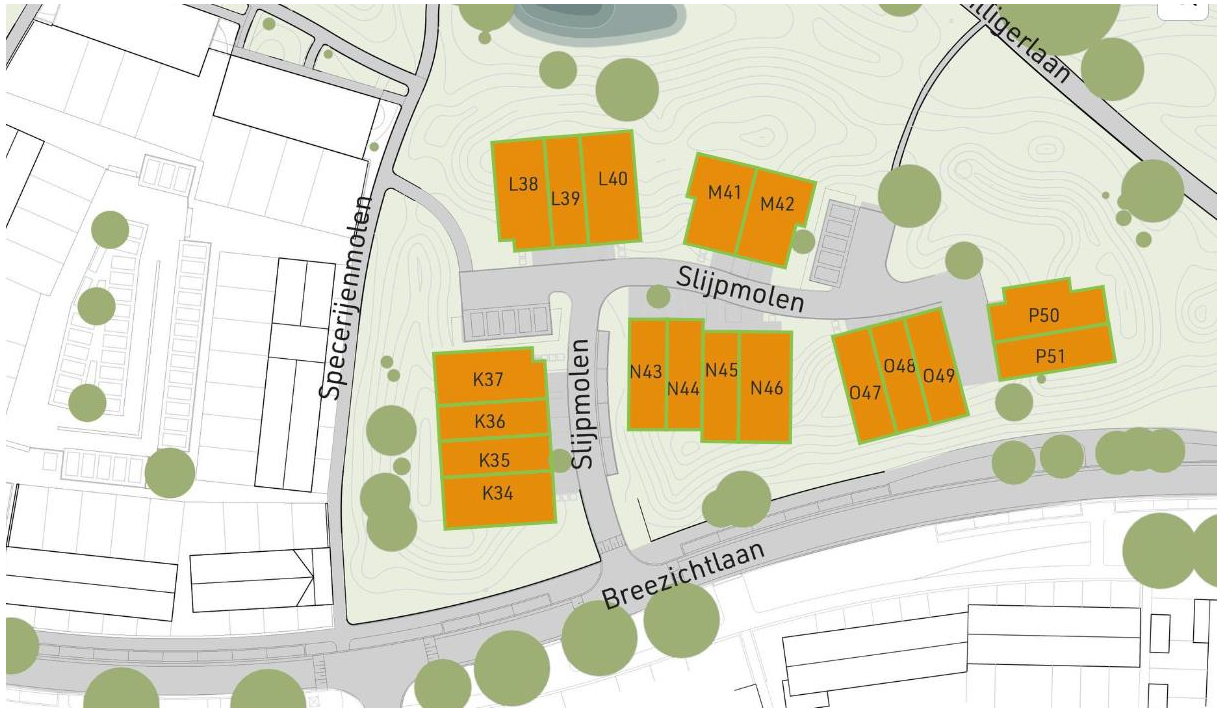 lligerlaan
L38
L39
L40
M41
M42
Specerijenmolen
Slijpmolen
P50
P51
K37
K36
K35
K34
Slijpmolen
N43
N44
N45
N46
O47
O48
O49
Breezichtlaan